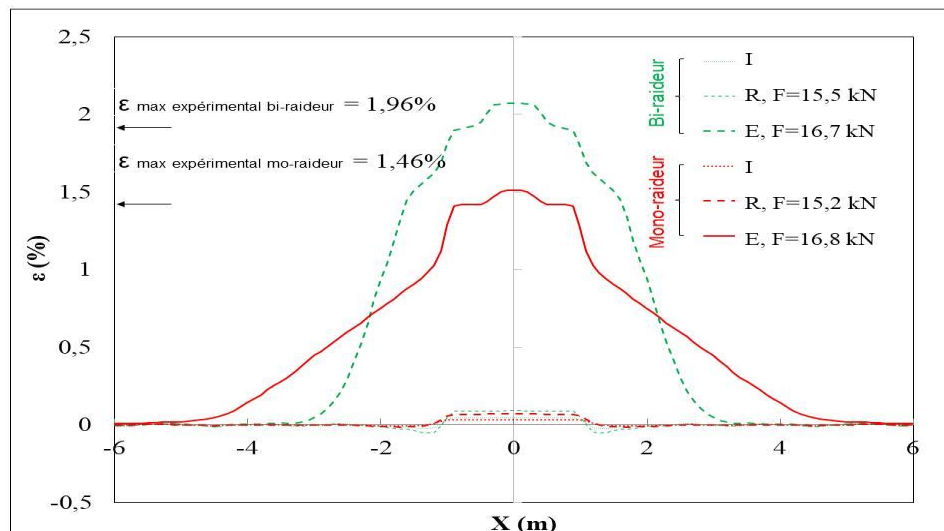 2,5
2
1,5
1
0,5
0
-0,5
ε (%)
ε max expérimental bi-raideur = 1,96%
ε max expérimental mo-raideur = 1,46%
Bi-raideur
I
R, F=15,5 kN
E, F=16,7 kN
Mono-raideur
I
R, F=15,2 kN
E, F=16,8 kN
-6 -4 -2 0 2 4 6
X (m)